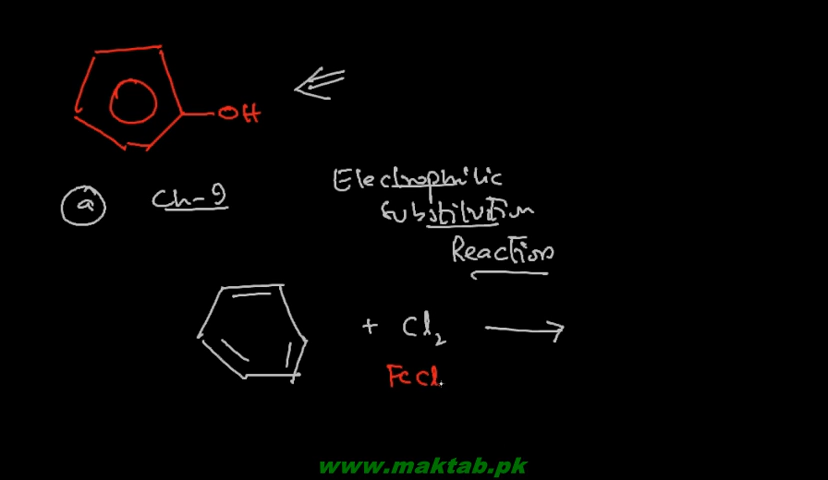 OH
a Ch-9 Electrophilic
Substitution
Reaction
+ Cl₂ →
FeCl
www.maktab.pk